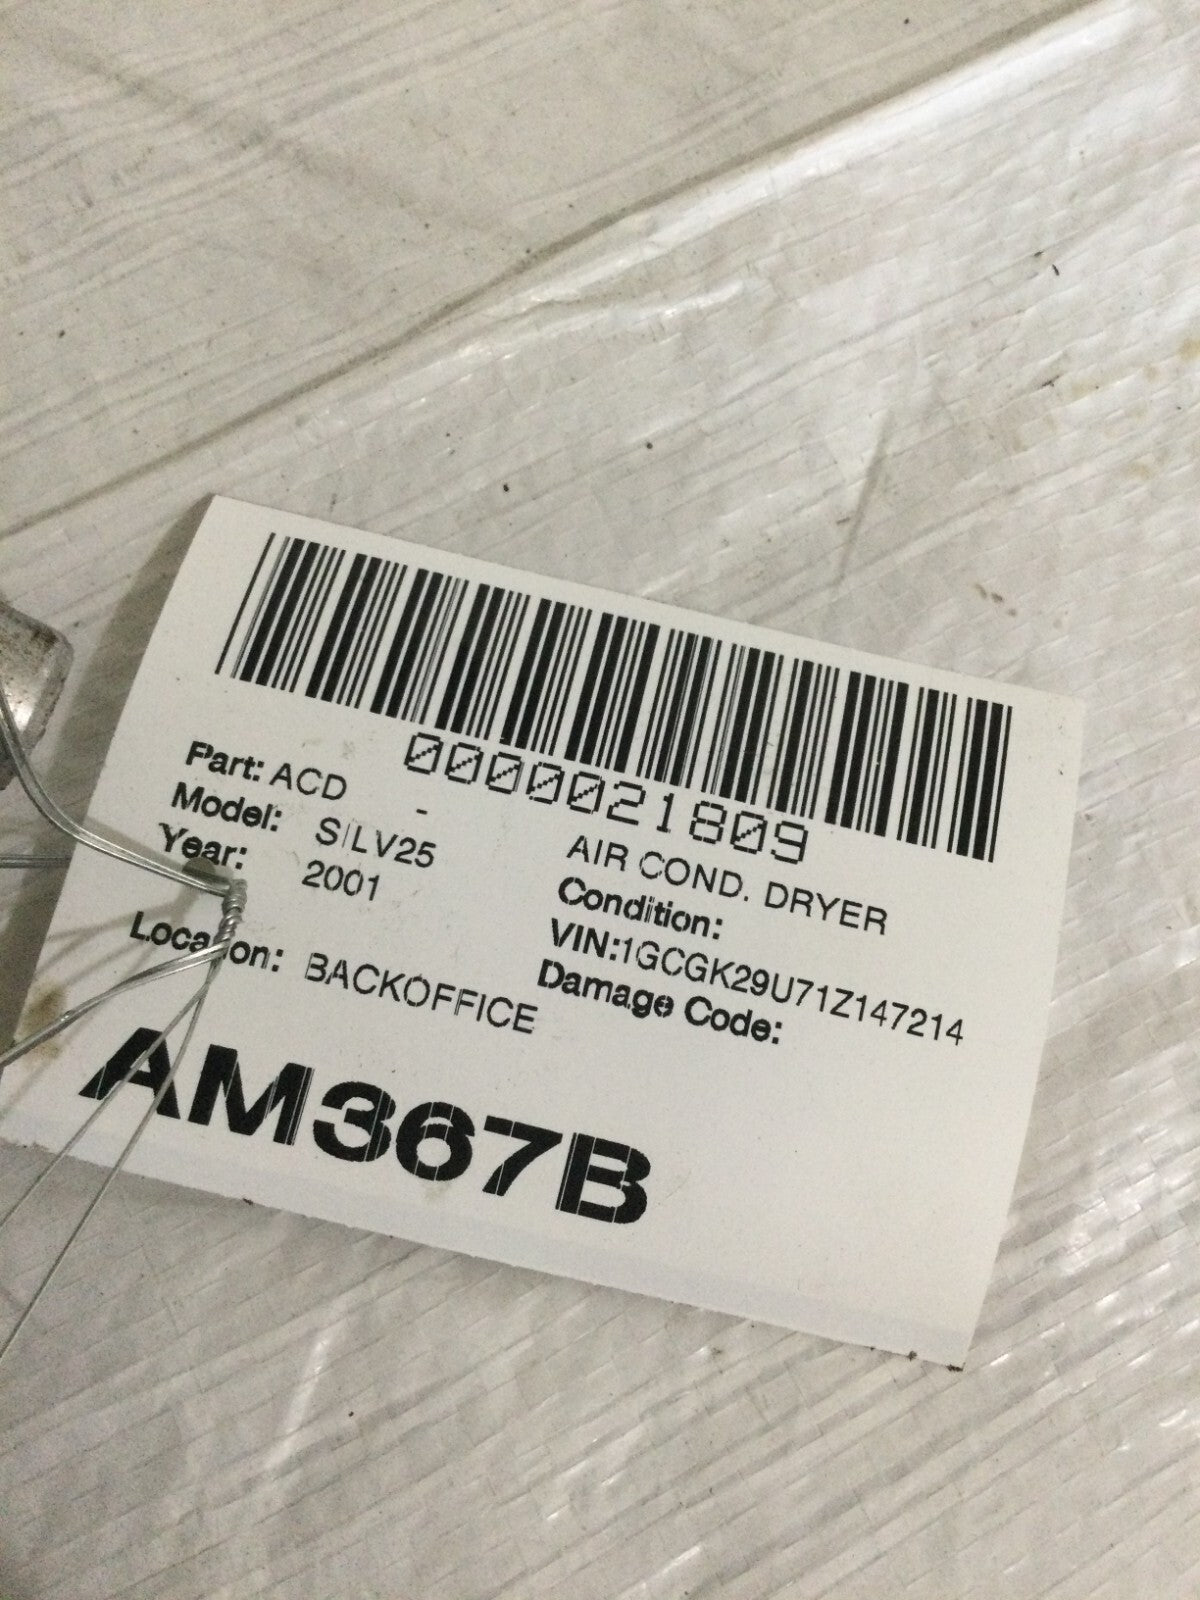 0000021809
Part: ACD -
AIR COND. DRYER
Model: SILV25
Condition:
Year: 2001
VIN:1GCGK29U71Z147214
Damage Code:
Location: BACKOFFICE
AM367B